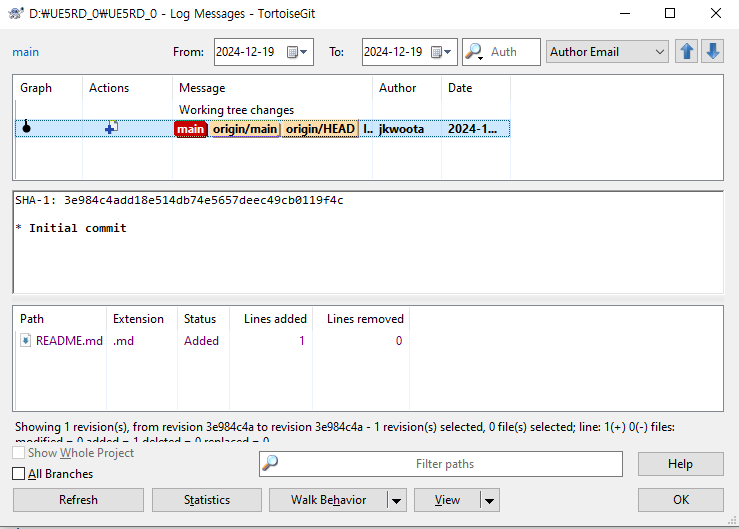 D:₩UE5RD_0₩UE5RD_0 - Log Messages - TortoiseGit
main From: 2024-12-19 To: 2024-12-19 Auth Author Email
Graph Actions Message Author Date
Working tree changes
main origin/main origin/HEAD I.. jkwoota 2024-1...
SHA-1: 3e984c4add18e514db74e5657deec49cb0119f4c
* Initial commit
Path Extension Status Lines added Lines removed
README.md .md Added 1 0
Showing 1 revision(s), from revision 3e984c4a to revision 3e984c4a - 1 revision(s) selected, 0 file(s) selected; line: 1(+) 0(-) files:
modified = 0 added = 1 deleted = 0 replaced = 0
Show Whole Project
All Branches
Filter paths
Help
Refresh Statistics Walk Behavior View OK